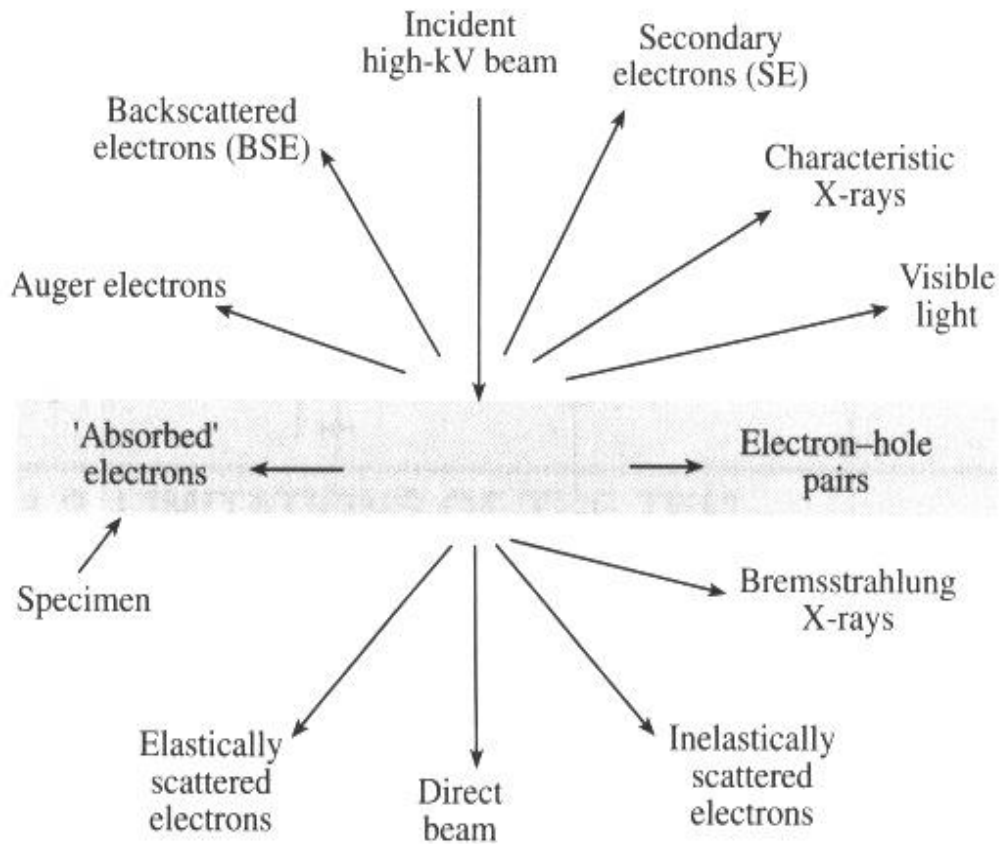 Incident
high-kV beam
Secondary
electrons (SE)
Backscattered
electrons (BSE)
Characteristic
X-rays
Auger electrons
Visible
light
'Absorbed'
electrons
Electron–hole
pairs
Specimen
Bremsstrahlung
X-rays
Elastically
scattered
electrons
Direct
beam
Inelastically
scattered
electrons